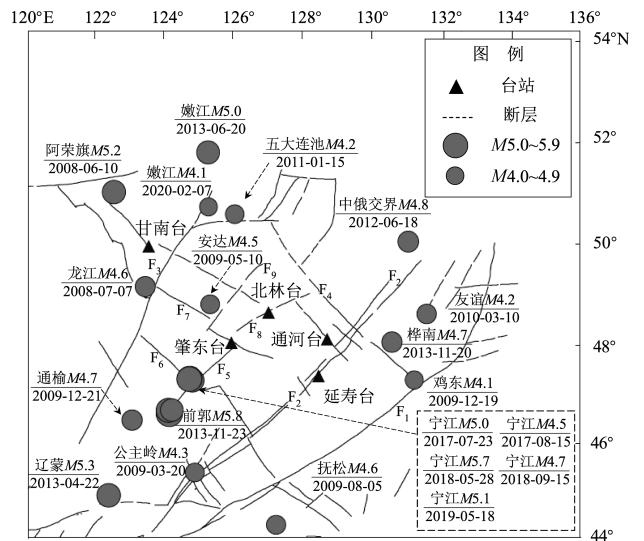 120°E 122° 124° 126° 128° 130° 132° 134° 136°
54°N
52°
50°
48°
46°
44°
图 例
台站
断层
M5.0~5.9
M4.0~4.9
嫩江M5.0
2013-06-20
阿荣旗M5.2
2008-06-10
五大连池M4.2
2011-01-15
嫩江M4.1
2020-02-07
中俄交界M4.8
2012-06-18
甘南台
安达M4.5
2009-05-10
龙江M4.6
2008-07-07
F3
F9
F2
北林台
F4
F7
F8
友谊M4.2
2010-03-10
肇东台
通河台
桦南M4.7
2013-11-20
F6
F5
通榆M4.7
2009-12-21
延寿台
鸡东M4.1
2009-12-19
F2
F1
前郭M5.8
2013-11-23
宁江M5.0
2017-07-23
宁江M4.5
2017-08-15
宁江M5.7
2018-05-28
宁江M4.7
2018-09-15
宁江M5.1
2019-05-18
公主岭M4.3
2009-03-20
辽蒙M5.3
2013-04-22
抚松M4.6
2009-08-05